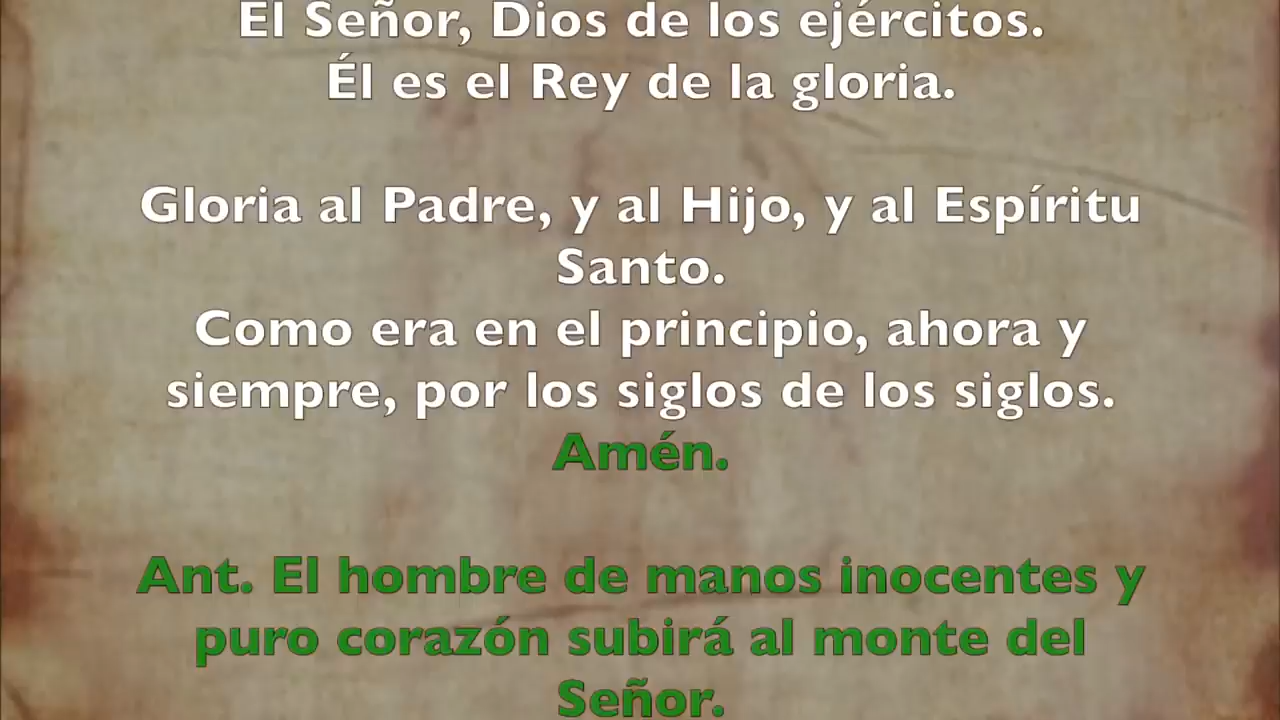 El Señor, Dios de los ejércitos.
Él es el Rey de la gloria.
Gloria al Padre, y al Hijo, y al Espíritu
Santo.
Como era en el principio, ahora y
siempre, por los siglos de los siglos.
Amén.
Ant. El hombre de manos inocentes y
puro corazón subirá al monte del
Señor.